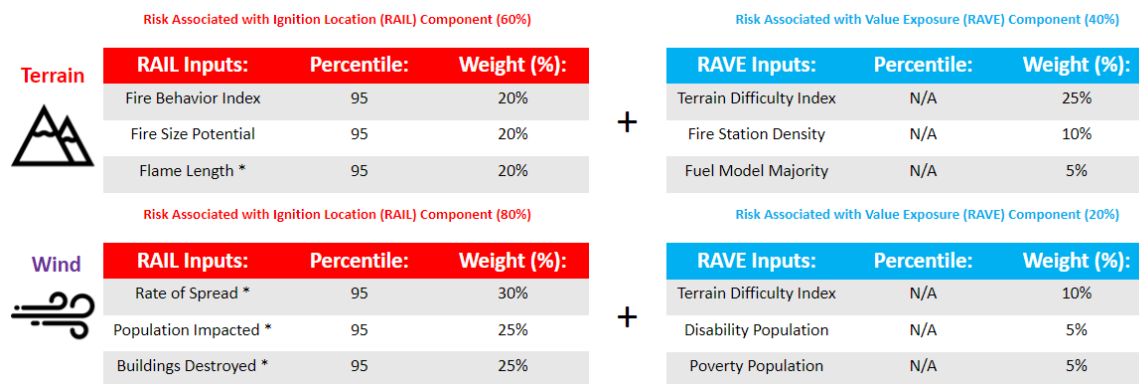 Risk Associated with Ignition Location (RAIL) Component (60%) Risk Associated with Value Exposure (RAVE) Component (40%)
Terrain
RAIL Inputs: Percentile: Weight (%): RAVE Inputs: Percentile: Weight (%):
Fire Behavior Index 95 20% Terrain Difficulty Index N/A 25%
+
Fire Size Potential 95 20% Fire Station Density N/A 10%
Flame Length * 95 20% Fuel Model Majority N/A 5%
Risk Associated with Ignition Location (RAIL) Component (80%) Risk Associated with Value Exposure (RAVE) Component (20%)
Wind
RAIL Inputs: Percentile: Weight (%): RAVE Inputs: Percentile: Weight (%):
Rate of Spread * 95 30% Terrain Difficulty Index N/A 10%
+
Population Impacted * 95 25% Disability Population N/A 5%
Buildings Destroyed * 95 25% Poverty Population N/A 5%